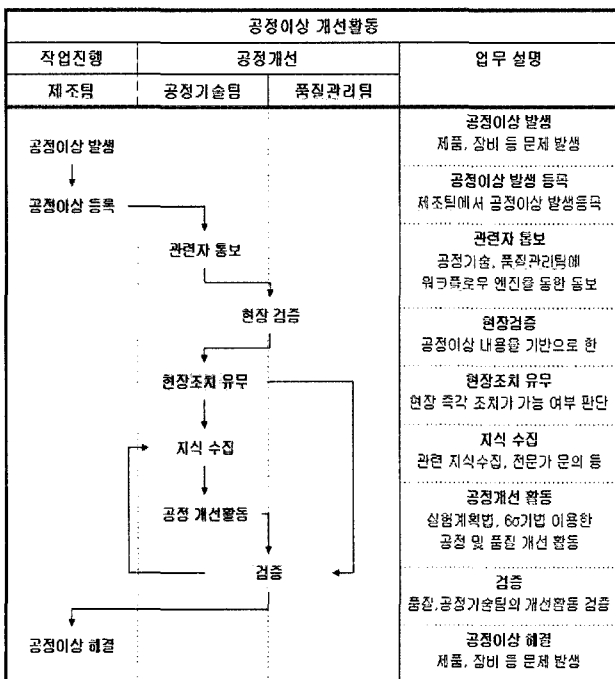 공정이상 개선활동
작업진행
공정개선
업무 설명
제조팀
공정기술팀
품질관리팀
공정이상 발생
공정이상 발생
제품, 장비 등 문제 발생
공정이상 발생 등록
제조팀에서 공정이상 발생등록
공정이상 등록
관련자 통보
관련자 통보
공정기술, 품질관리팀에
워크플로우 엔진을 통한 통보
현장 검증
현장검증
공정이상 내용을 기반으로 한
현장조치 유무
현장조치 유무
현장 즉각 조치가 가능 여부 판단
지식 수집
지식 수집
관련 지식수집, 전문가 문의 등
공정 개선활동
공정개선 활동
실험계획법, 6σ기법 이용한
공정 및 품질 개선 활동
검증
검증
품질,공정기술팀의 개선활동 검증
공정이상 해결
공정이상 해결
제품, 장비 등 문제 발생